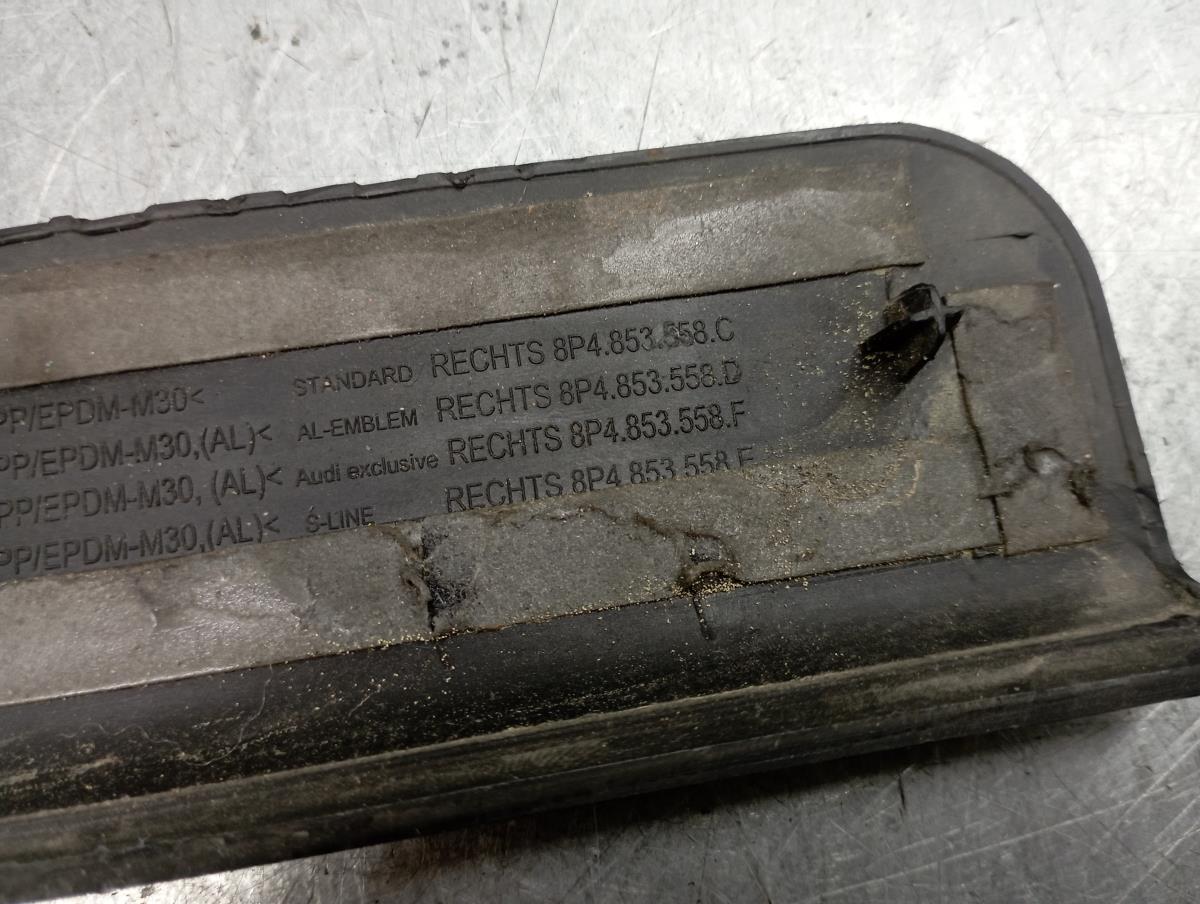 PP/EPDM-M30< STANDARD RECHTS 8P4.853.558.C
PP/EPDM-M30,(AL)< AL-EMBLEM RECHTS 8P4.853.558.D
PP/EPDM-M30, (AL)< Audi exclusive RECHTS 8P4.853.558.F
PP/EPDM-M30,(AL)< S-LINE RECHTS 8P4.853.558.E